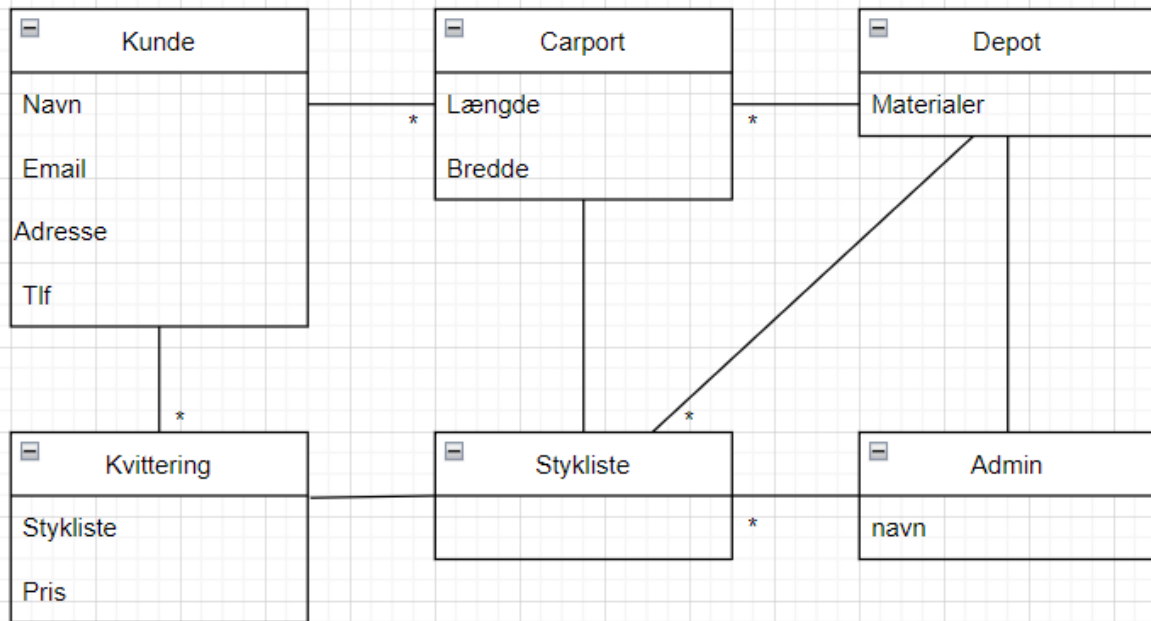 Kunde
Navn
Email
Adresse
Tlf
Carport
Længde
Bredde
Depot
Materialer
*
*
*
*
*
Kvittering
Stykliste
Pris
Stykliste
Admin
navn